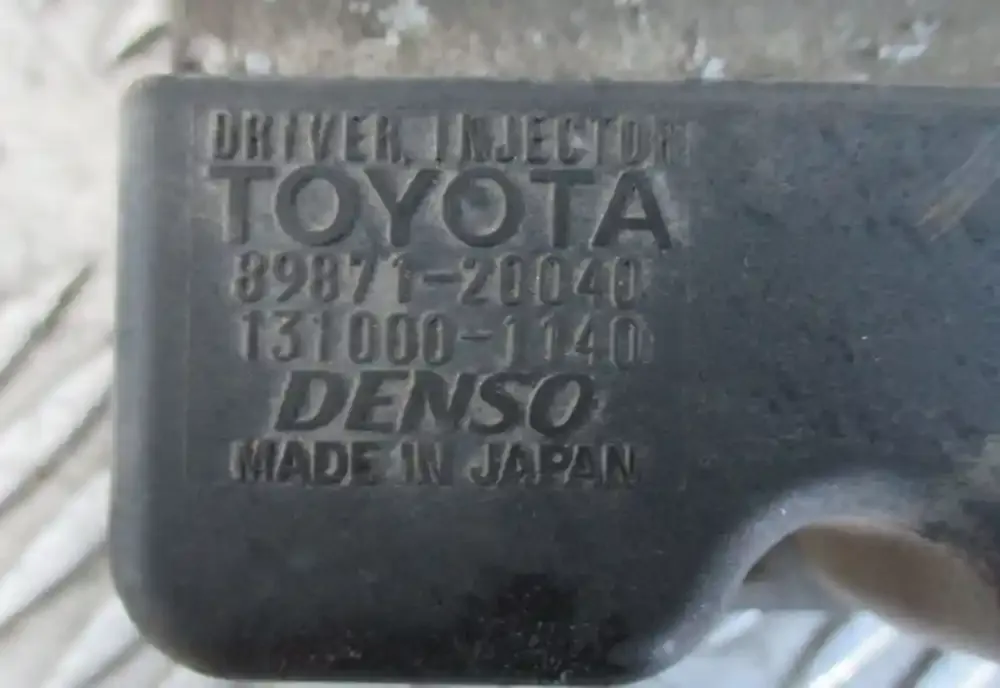 DRIVER, INJECTOR
TOYOTA
89871-20040
131000-1140
DENSO
MADE IN JAPAN